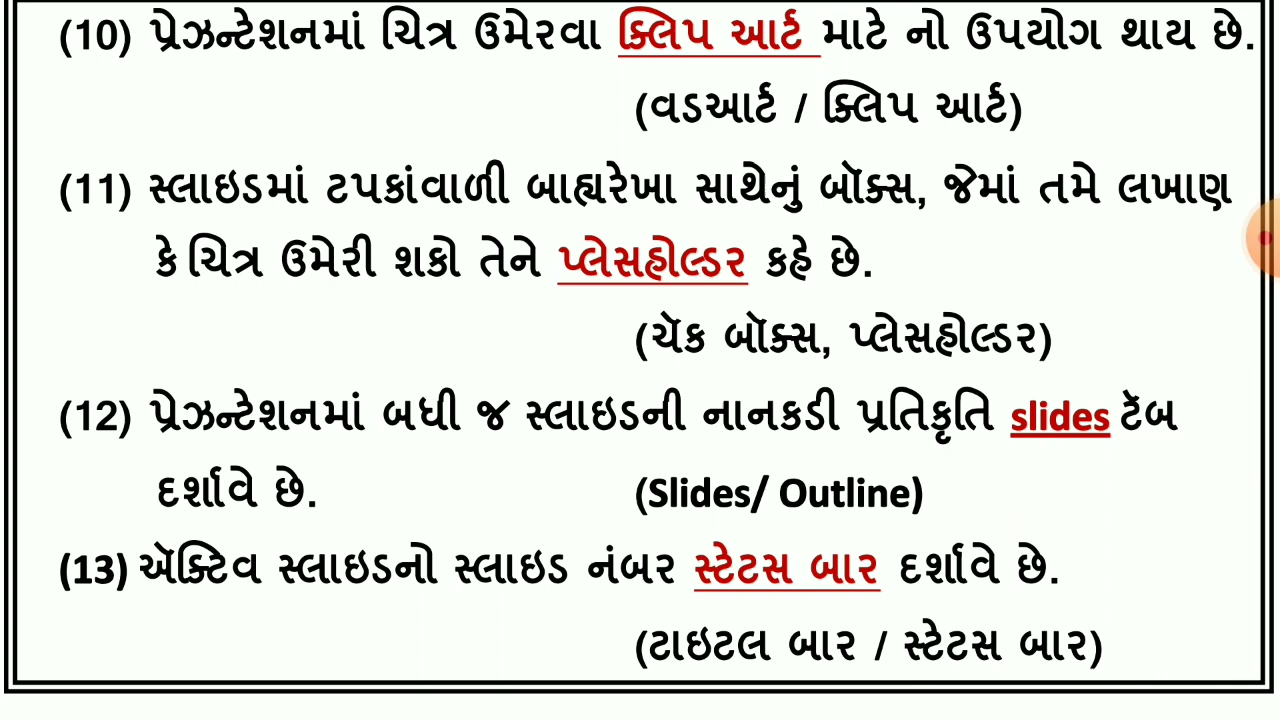 (10) પ્રેઝન્ટેશનમાં ચિત્ર ઉમેરવા ક્લિપ આર્ટ માટે નો ઉપયોગ થાય છે.
(વડઆર્ટ / ક્લિપ આર્ટ)
(11) સ્લાઇડમાં ટપકાંવાળી બાહ્યરેખા સાથેનું બૉક્સ, જેમાં તમે લખાણ
કે ચિત્ર ઉમેરી શકો તેને પ્લેસહોલ્ડર કહે છે.
(ચૅક બૉક્સ, પ્લેસહોલ્ડર)
(12) પ્રેઝન્ટેશનમાં બધી જ સ્લાઇડની નાનકડી પ્રતિકૃતિ slides ટૅબ
દર્શાવે છે. (Slides/ Outline)
(13) ઍક્ટિવ સ્લાઇડનો સ્લાઇડ નંબર સ્ટેટસ બાર દર્શાવે છે.
(ટાઇટલ બાર / સ્ટેટસ બાર)